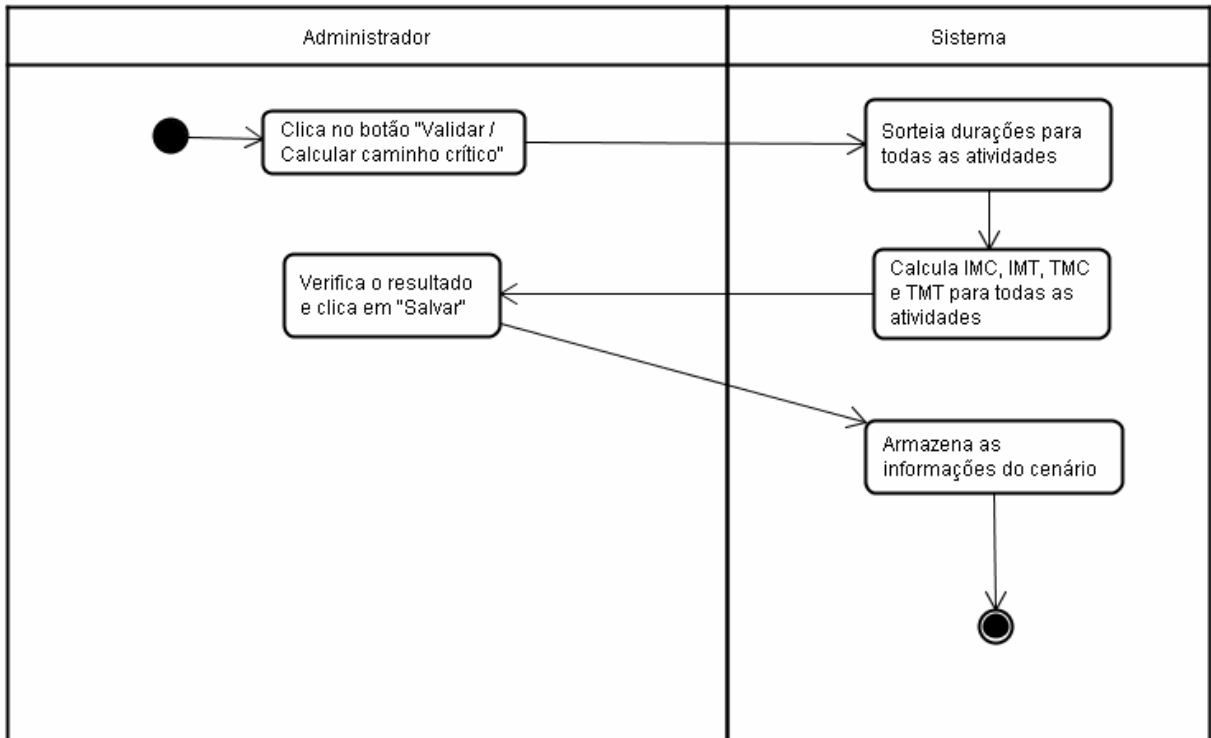 Administrador
Sistema
Clica no botão "Validar /
Calcular caminho crítico"
Sorteia durações para
todas as atividades
Calcula IMC, IMT, TMC
e TMT para todas as
atividades
Verifica o resultado
e clica em "Salvar"
Armazena as
informações do cenário